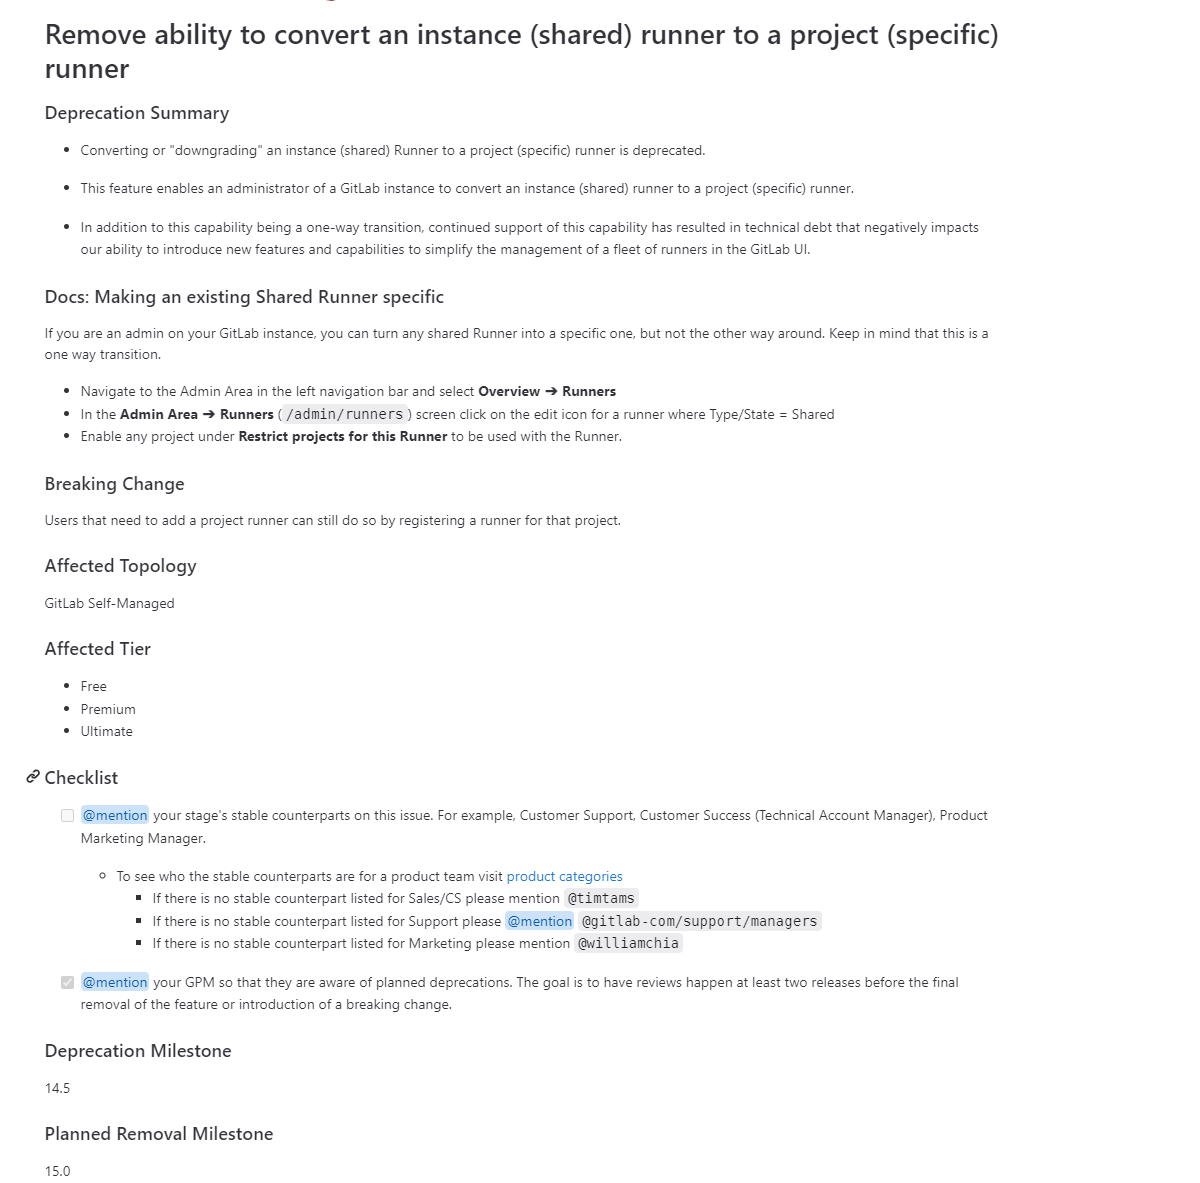 Remove ability to convert an instance (shared) runner to a project (specific)
runner
Deprecation Summary
Converting or "downgrading" an instance (shared) Runner to a project (specific) runner is deprecated.
This feature enables an administrator of a GitLab instance to convert an instance (shared) runner to a project (specific) runner.
In addition to this capability being a one-way transition, continued support of this capability has resulted in technical debt that negatively impacts
our ability to introduce new features and capabilities to simplify the management of a fleet of runners in the GitLab UI.
Docs: Making an existing Shared Runner specific
If you are an admin on your GitLab instance, you can turn any shared Runner into a specific one, but not the other way around. Keep in mind that this is a
one way transition.
Navigate to the Admin Area in the left navigation bar and select Overview ➔ Runners
In the Admin Area ➔ Runners ( /admin/runners ) screen click on the edit icon for a runner where Type/State = Shared
Enable any project under Restrict projects for this Runner to be used with the Runner.
Breaking Change
Users that need to add a project runner can still do so by registering a runner for that project.
Affected Topology
GitLab Self-Managed
Affected Tier
Free
Premium
Ultimate
Checklist
@mention your stage's stable counterparts on this issue. For example, Customer Support, Customer Success (Technical Account Manager), Product
Marketing Manager.
To see who the stable counterparts are for a product team visit product categories
If there is no stable counterpart listed for Sales/CS please mention @timtams
If there is no stable counterpart listed for Support please @mention @gitlab-com/support/managers
If there is no stable counterpart listed for Marketing please mention @williamchia
@mention your GPM so that they are aware of planned deprecations. The goal is to have reviews happen at least two releases before the final
removal of the feature or introduction of a breaking change.
Deprecation Milestone
14.5
Planned Removal Milestone
15.0